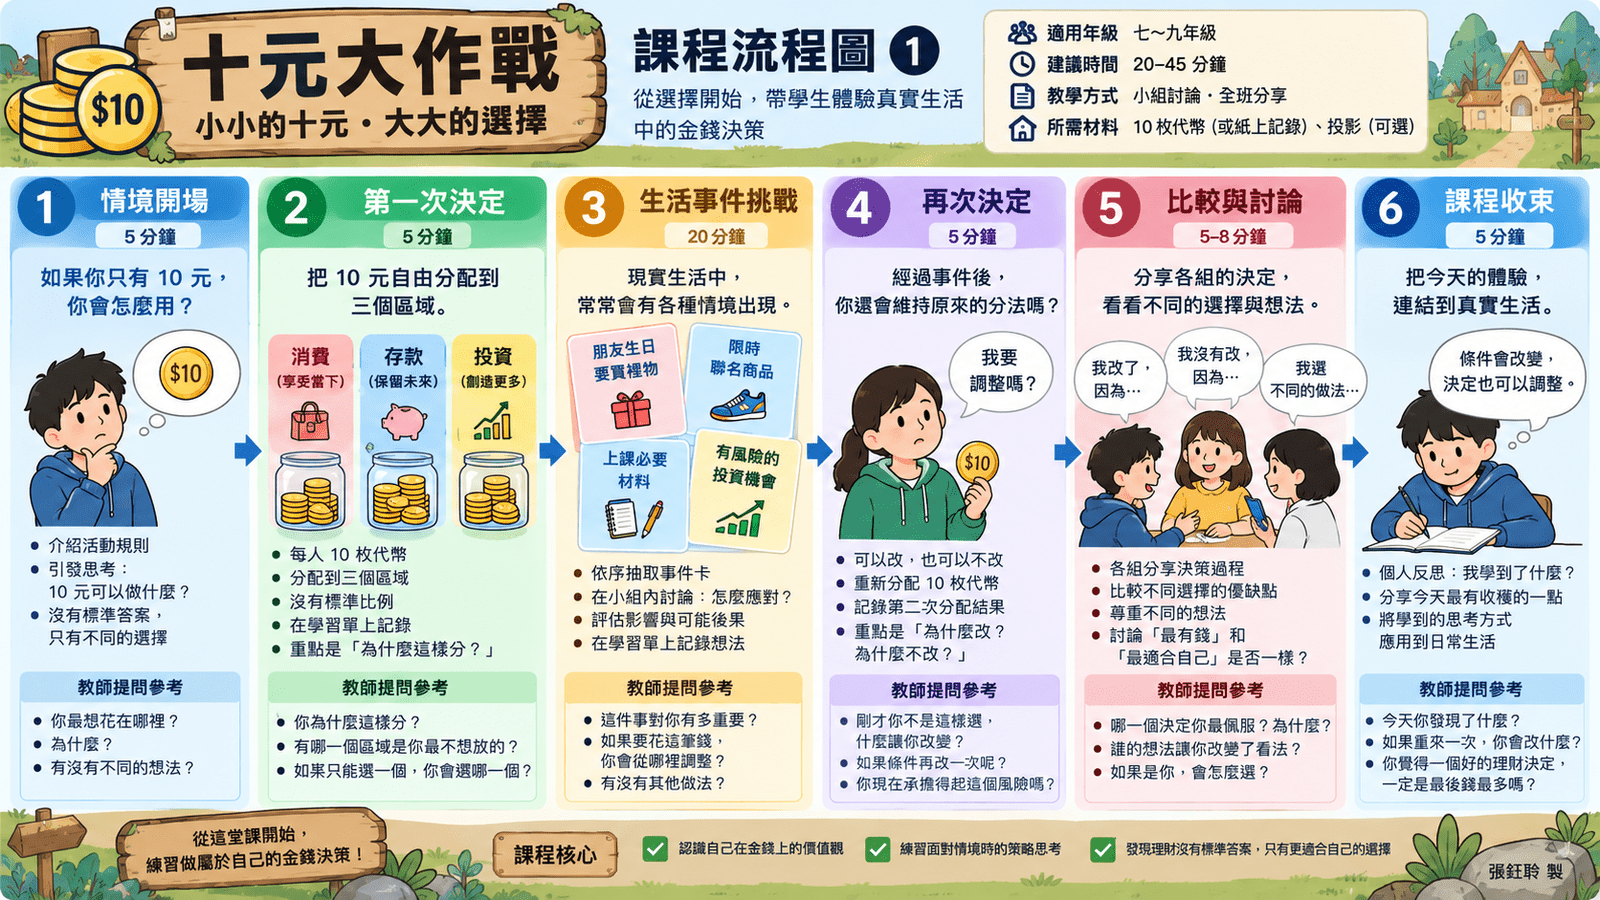 十元大作戰
小小的十元・大大的選擇
$10
課程流程圖 1
從選擇開始，帶學生體驗真實生活
中的金錢決策
適用年級 七～九年級
建議時間 20–45 分鐘
教學方式 小組討論・全班分享
所需材料 10 枚代幣 (或紙上記錄) 、投影 (可選)
1 情境開場
5 分鐘
如果你只有 10 元，
你會怎麼用？
$10
介紹活動規則
引發思考：
10 元可以做什麼？
沒有標準答案，
只有不同的選擇
教師提問參考
你最想花在哪裡？
為什麼？
有沒有不同的想法？
2 第一次決定
5 分鐘
把 10 元自由分配到
三個區域。
消費
(享受當下)
存款
(保留未來)
投資
(創造更多)
每人 10 枚代幣
分配到三個區域
沒有標準比例
在學習單上記錄
重點是「為什麼這樣分？」
教師提問參考
你為什麼這樣分？
有哪一個區域是你最不想放的？
如果只能選一個，你會選哪一個？
3 生活事件挑戰
20 分鐘
現實生活中，
常常會有各種情境出現。
朋友生日
要買裡物
限時
聯名商品
上課必要
材料
有風險的
投資機會
依序抽取事件卡
在小組內討論：怎麼應對？
評估影響與可能後果
在學習單上記錄想法
教師提問參考
這件事對你有多重要？
如果要花這筆錢，
你會從哪裡調整？
有沒有其他做法？
4 再次決定
5 分鐘
經過事件後，
你還會維持原來的分法嗎？
我要
調整嗎？
$10
可以改，也可以不改
重新分配 10 枚代幣
記錄第二次分配結果
重點是「為什麼改？
為什麼不改？」
教師提問參考
剛才你不是這樣選，
什麼讓你改變？
如果條件再改一次呢？
你現在承擔得起這個風險嗎？
5 比較與討論
5–8 分鐘
分享各組的決定，
看看不同的選擇與想法。
我改了，
因為⋯
我沒有改，
因為⋯
我選
不同的做法⋯
各組分享決策過程
比較不同選擇的優缺點
尊重不同的想法
討論「最有錢」和
「最適合自己」是否一樣？
教師提問參考
哪一個決定你最佩服？為什麼？
誰的想法讓你改變了看法？
如果是你，會怎麼選？
6 課程收束
5 分鐘
把今天的體驗，
連結到真實生活。
條件會改變，
決定也可以調整。
個人反思：我學到了什麼？
分享今天最有收穫的一點
將學到的思考方式
應用到日常生活
教師提問參考
今天你發現了什麼？
如果重來一次，你會改什麼？
你覺得一個好的理財決定，
一定是最後錢最多嗎？
從這堂課開始，
練習做屬於自己的金錢決策！
課程核心
認識自己在金錢上的價值觀
練習面對情境時的策略思考
發現理財沒有標準答案，只有更適合自己的選擇
張鈺聆 製